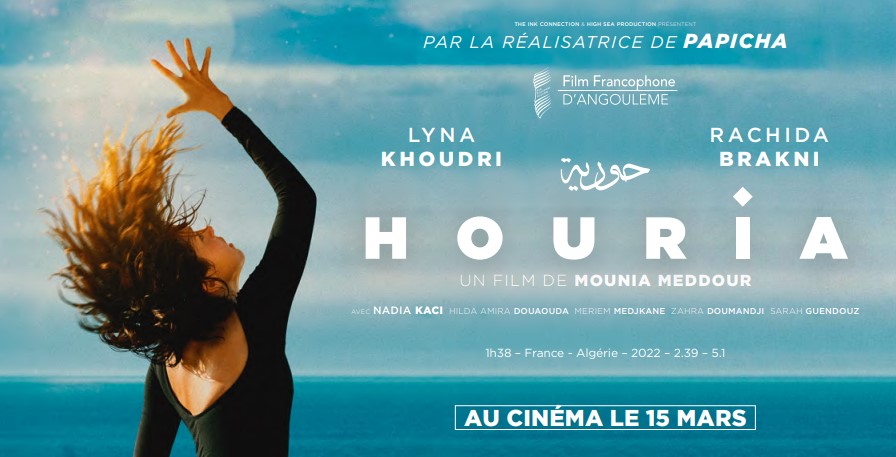 THE INK CONNECTION & HIGH SEA PRODUCTION PRÉSENTENT
PAR LA RÉALISATRICE DE PAPICHA
Film Francophone
D'ANGOULEME
LYNA
KHOUDRI
RACHIDA
BRAKNI
حورية
HOURIA
UN FILM DE MOUNIA MEDDOUR
AVEC NADIA KACI HILDA AMIRA DOUAOUDA MERIEM MEDJKANE ZAHRA DOUMANDJI SARAH GUENDOUZ
1h38 – France - Algérie – 2022 – 2.39 – 5.1
AU CINÉMA LE 15 MARS